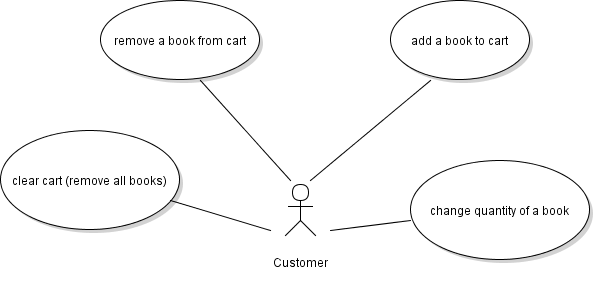 remove a book from cart
add a book to cart
clear cart (remove all books)
change quantity of a book
Customer